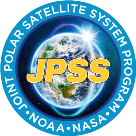 JOINT POLAR SATELLITE SYSTEM PROGRAM
JPSS
• NOAA • NASA •